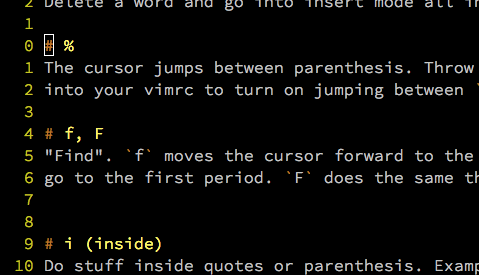 2 Delete a word and go into insert mode all in
1
0 # %
1 The cursor jumps between parenthesis. Throw
2 into your vimrc to turn on jumping between `
3
4 # f, F
5 "Find". `f` moves the cursor forward to the
6 go to the first period. `F` does the same th
7
8
9 # i (inside)
10 Do stuff inside quotes or parenthesis. Examp